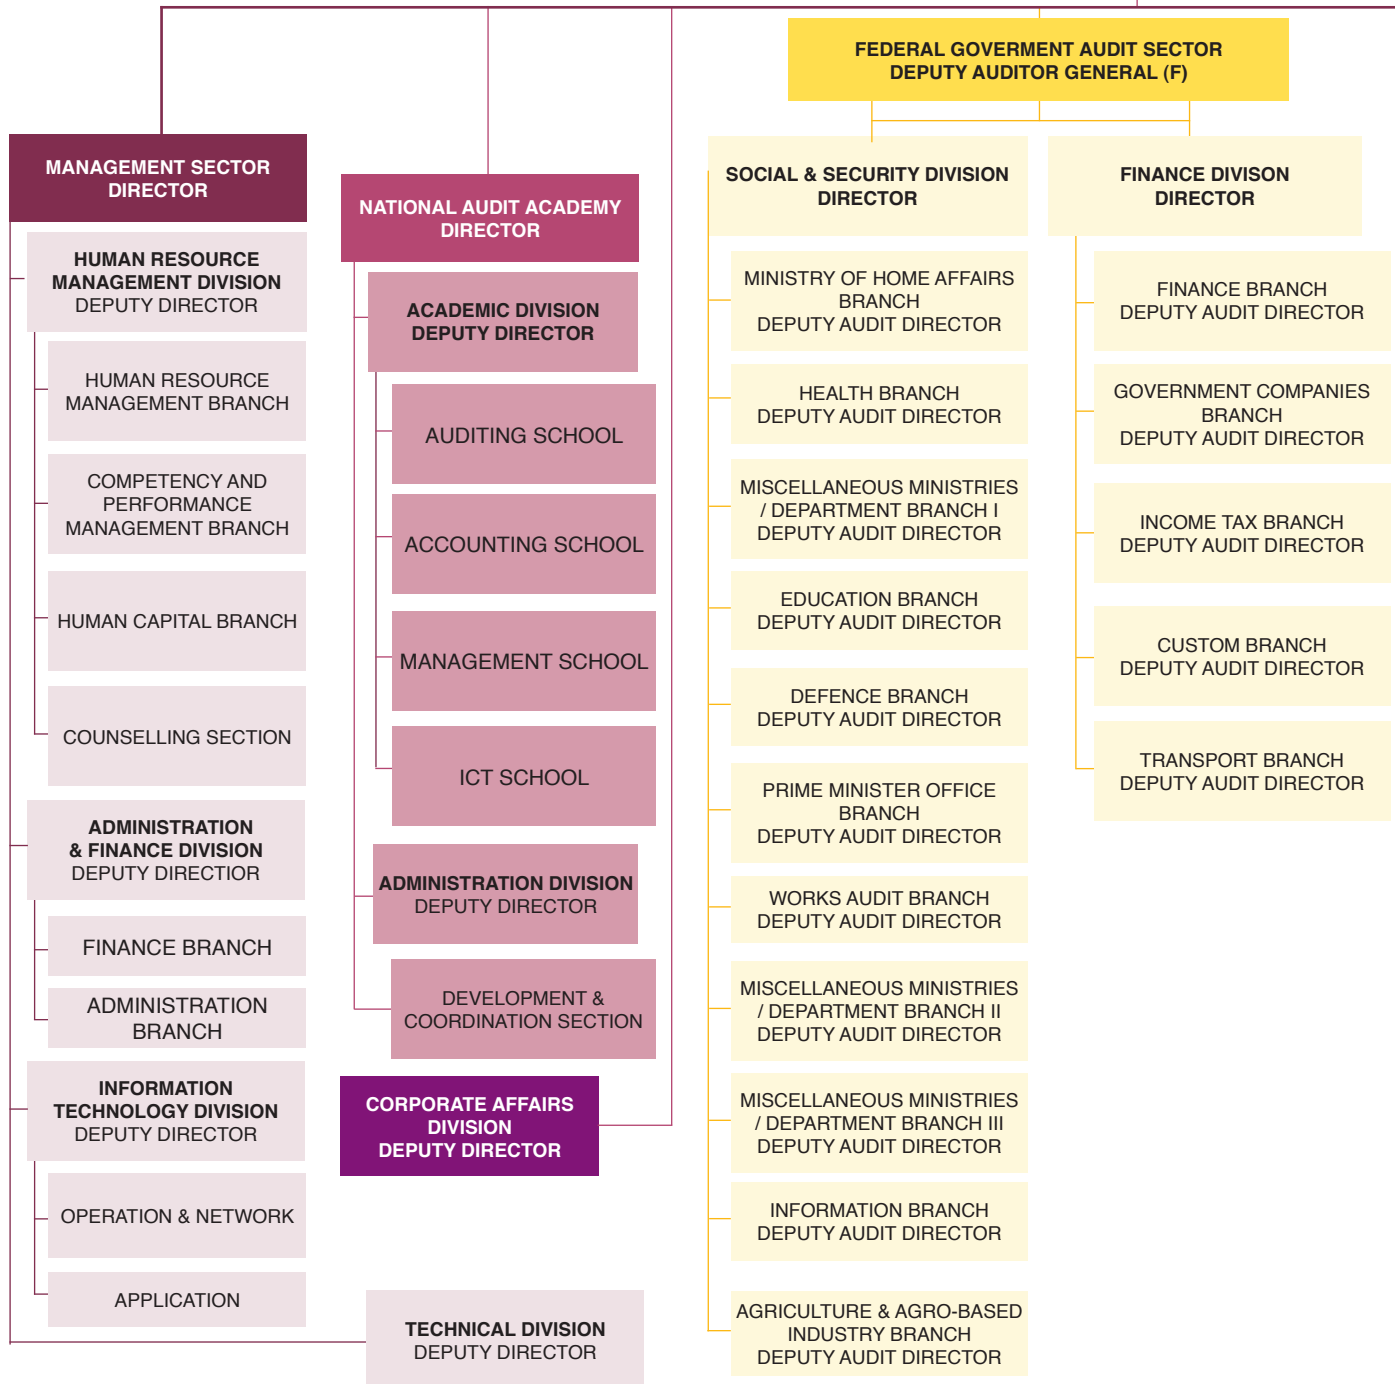 FEDERAL GOVERMENT AUDIT SECTOR
DEPUTY AUDITOR GENERAL (F)
MANAGEMENT SECTOR
DIRECTOR
HUMAN RESOURCE
MANAGEMENT DIVISION
DEPUTY DIRECTOR
HUMAN RESOURCE
MANAGEMENT BRANCH
COMPETENCY AND
PERFORMANCE
MANAGEMENT BRANCH
HUMAN CAPITAL BRANCH
COUNSELLING SECTION
ADMINISTRATION
& FINANCE DIVISION
DEPUTY DIRECTIOR
FINANCE BRANCH
ADMINISTRATION
BRANCH
INFORMATION
TECHNOLOGY DIVISION
DEPUTY DIRECTOR
OPERATION & NETWORK
APPLICATION
TECHNICAL DIVISION
DEPUTY DIRECTOR
NATIONAL AUDIT ACADEMY
DIRECTOR
ACADEMIC DIVISION
DEPUTY DIRECTOR
AUDITING SCHOOL
ACCOUNTING SCHOOL
MANAGEMENT SCHOOL
ICT SCHOOL
ADMINISTRATION DIVISION
DEPUTY DIRECTOR
DEVELOPMENT &
COORDINATION SECTION
CORPORATE AFFAIRS
DIVISION
DEPUTY DIRECTOR
SOCIAL & SECURITY DIVISION
DIRECTOR
MINISTRY OF HOME AFFAIRS
BRANCH
DEPUTY AUDIT DIRECTOR
HEALTH BRANCH
DEPUTY AUDIT DIRECTOR
MISCELLANEOUS MINISTRIES
/ DEPARTMENT BRANCH I
DEPUTY AUDIT DIRECTOR
EDUCATION BRANCH
DEPUTY AUDIT DIRECTOR
DEFENCE BRANCH
DEPUTY AUDIT DIRECTOR
PRIME MINISTER OFFICE
BRANCH
DEPUTY AUDIT DIRECTOR
WORKS AUDIT BRANCH
DEPUTY AUDIT DIRECTOR
MISCELLANEOUS MINISTRIES
/ DEPARTMENT BRANCH II
DEPUTY AUDIT DIRECTOR
MISCELLANEOUS MINISTRIES
/ DEPARTMENT BRANCH III
DEPUTY AUDIT DIRECTOR
INFORMATION BRANCH
DEPUTY AUDIT DIRECTOR
AGRICULTURE & AGRO-BASED
INDUSTRY BRANCH
DEPUTY AUDIT DIRECTOR
FINANCE DIVISON
DIRECTOR
FINANCE BRANCH
DEPUTY AUDIT DIRECTOR
GOVERNMENT COMPANIES
BRANCH
DEPUTY AUDIT DIRECTOR
INCOME TAX BRANCH
DEPUTY AUDIT DIRECTOR
CUSTOM BRANCH
DEPUTY AUDIT DIRECTOR
TRANSPORT BRANCH
DEPUTY AUDIT DIRECTOR